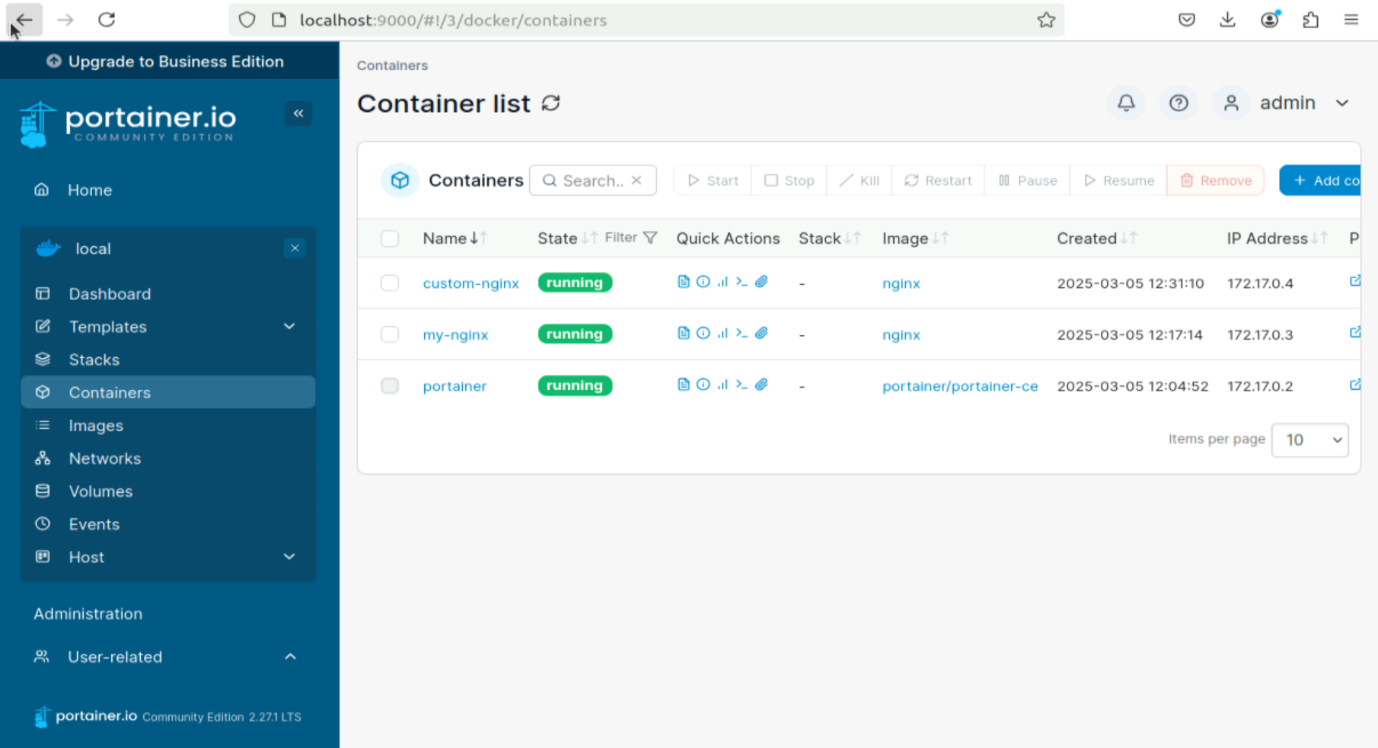 localhost:9000/#!/3/docker/containers
Upgrade to Business Edition
portainer.io
COMMUNITY EDITION
Home
local
Dashboard
Templates
Stacks
Containers
Images
Networks
Volumes
Events
Host
Administration
User-related
portainer.io Community Edition 2.27.1 LTS
Containers
Container list
admin
Containers Search.. Start Stop Kill Restart Pause Resume Remove + Add co
Name State Filter Quick Actions Stack Image Created IP Address P
custom-nginx running - nginx 2025-03-05 12:31:10 172.17.0.4
my-nginx running - nginx 2025-03-05 12:17:14 172.17.0.3
portainer running - portainer/portainer-ce 2025-03-05 12:04:52 172.17.0.2
Items per page 10